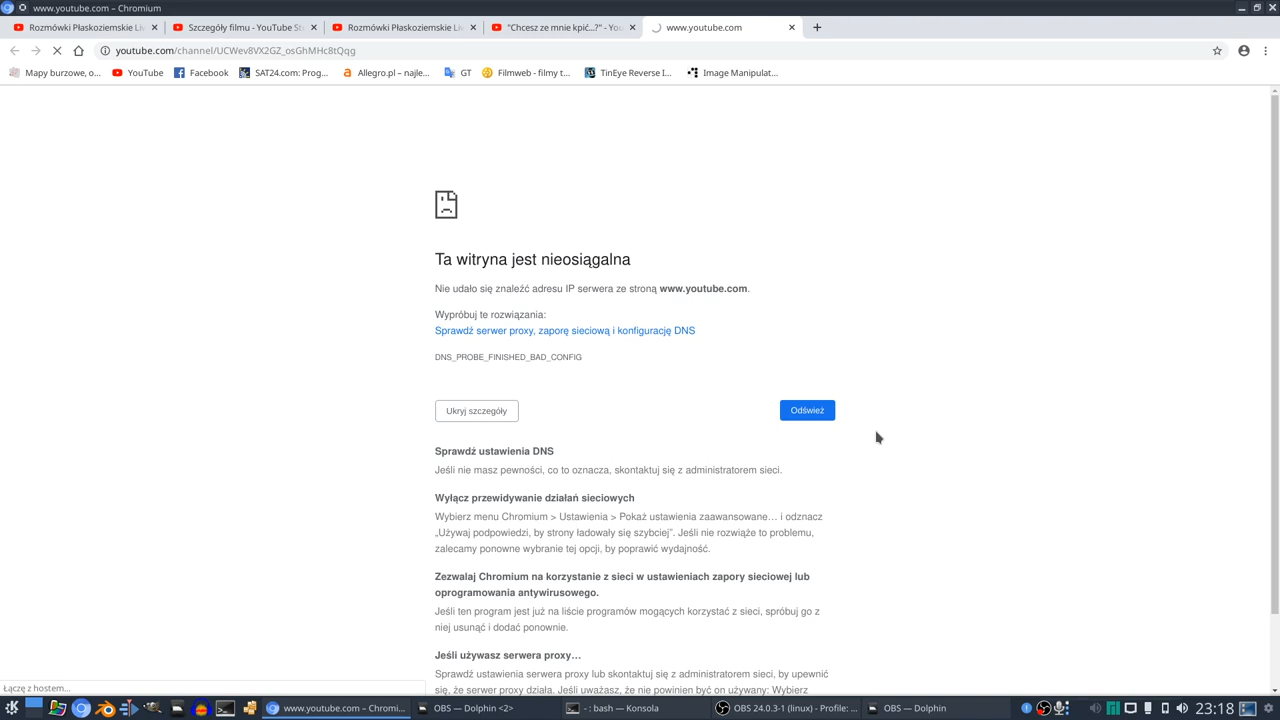 www.youtube.com – Chromium
Rozmówki Płaskoziemskie Li
Szczegóły filmu - YouTube St
Rozmówki Płaskoziemskie Li
"Chcesz ze mnie kpić...?" - You
www.youtube.com
youtube.com/channel/UCWev8VX2GZ_osGhMHc8tQqg
Mapy burzowe, o...
YouTube
Facebook
SAT24.com: Prog...
Allegro.pl – najle...
GT
Filmweb - filmy t...
TinEye Reverse I...
Image Manipulat...
Ta witryna jest nieosiągalna
Nie udało się znaleźć adresu IP serwera ze stroną www.youtube.com.
Wypróbuj te rozwiązania:
Sprawdź serwer proxy, zaporę sieciową i konfigurację DNS
DNS_PROBE_FINISHED_BAD_CONFIG
Ukryj szczegóły
Odśwież
Sprawdź ustawienia DNS
Jeśli nie masz pewności, co to oznacza, skontaktuj się z administratorem sieci.
Wyłącz przewidywanie działań sieciowych
Wybierz menu Chromium > Ustawienia > Pokaż ustawienia zaawansowane… i odznacz
„Używaj podpowiedzi, by strony ładowały się szybciej”. Jeśli nie rozwiąże to problemu,
zalecamy ponowne wybranie tej opcji, by poprawić wydajność.
Zezwalaj Chromium na korzystanie z sieci w ustawieniach zapory sieciowej lub
oprogramowania antywirusowego.
Jeśli ten program jest już na liście programów mogących korzystać z sieci, spróbuj go z
niej usunąć i dodać ponownie.
Jeśli używasz serwera proxy…
Sprawdź ustawienia serwera proxy lub skontaktuj się z administratorem sieci, by upewnić
się, że serwer proxy działa. Jeśli uważasz, że nie powinien być on używany: Wybierz
Łączę z hostem...
www.youtube.com – Chromi...
OBS — Dolphin <2>
- : bash — Konsola
OBS 24.0.3-1 (linux) - Profile: ...
OBS — Dolphin
23:18